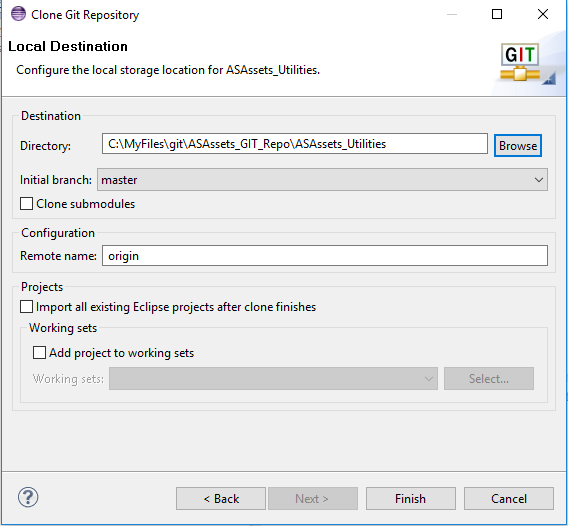 Clone Git Repository
Local Destination
Configure the local storage location for ASAssets_Utilities.
GIT
Destination
Directory: C:\MyFiles\git\ASAssets_GIT_Repo\ASAssets_Utilities Browse
Initial branch: master
Clone submodules
Configuration
Remote name: origin
Projects
Import all existing Eclipse projects after clone finishes
Working sets
Add project to working sets
Working sets: Select...
? < Back Next > Finish Cancel